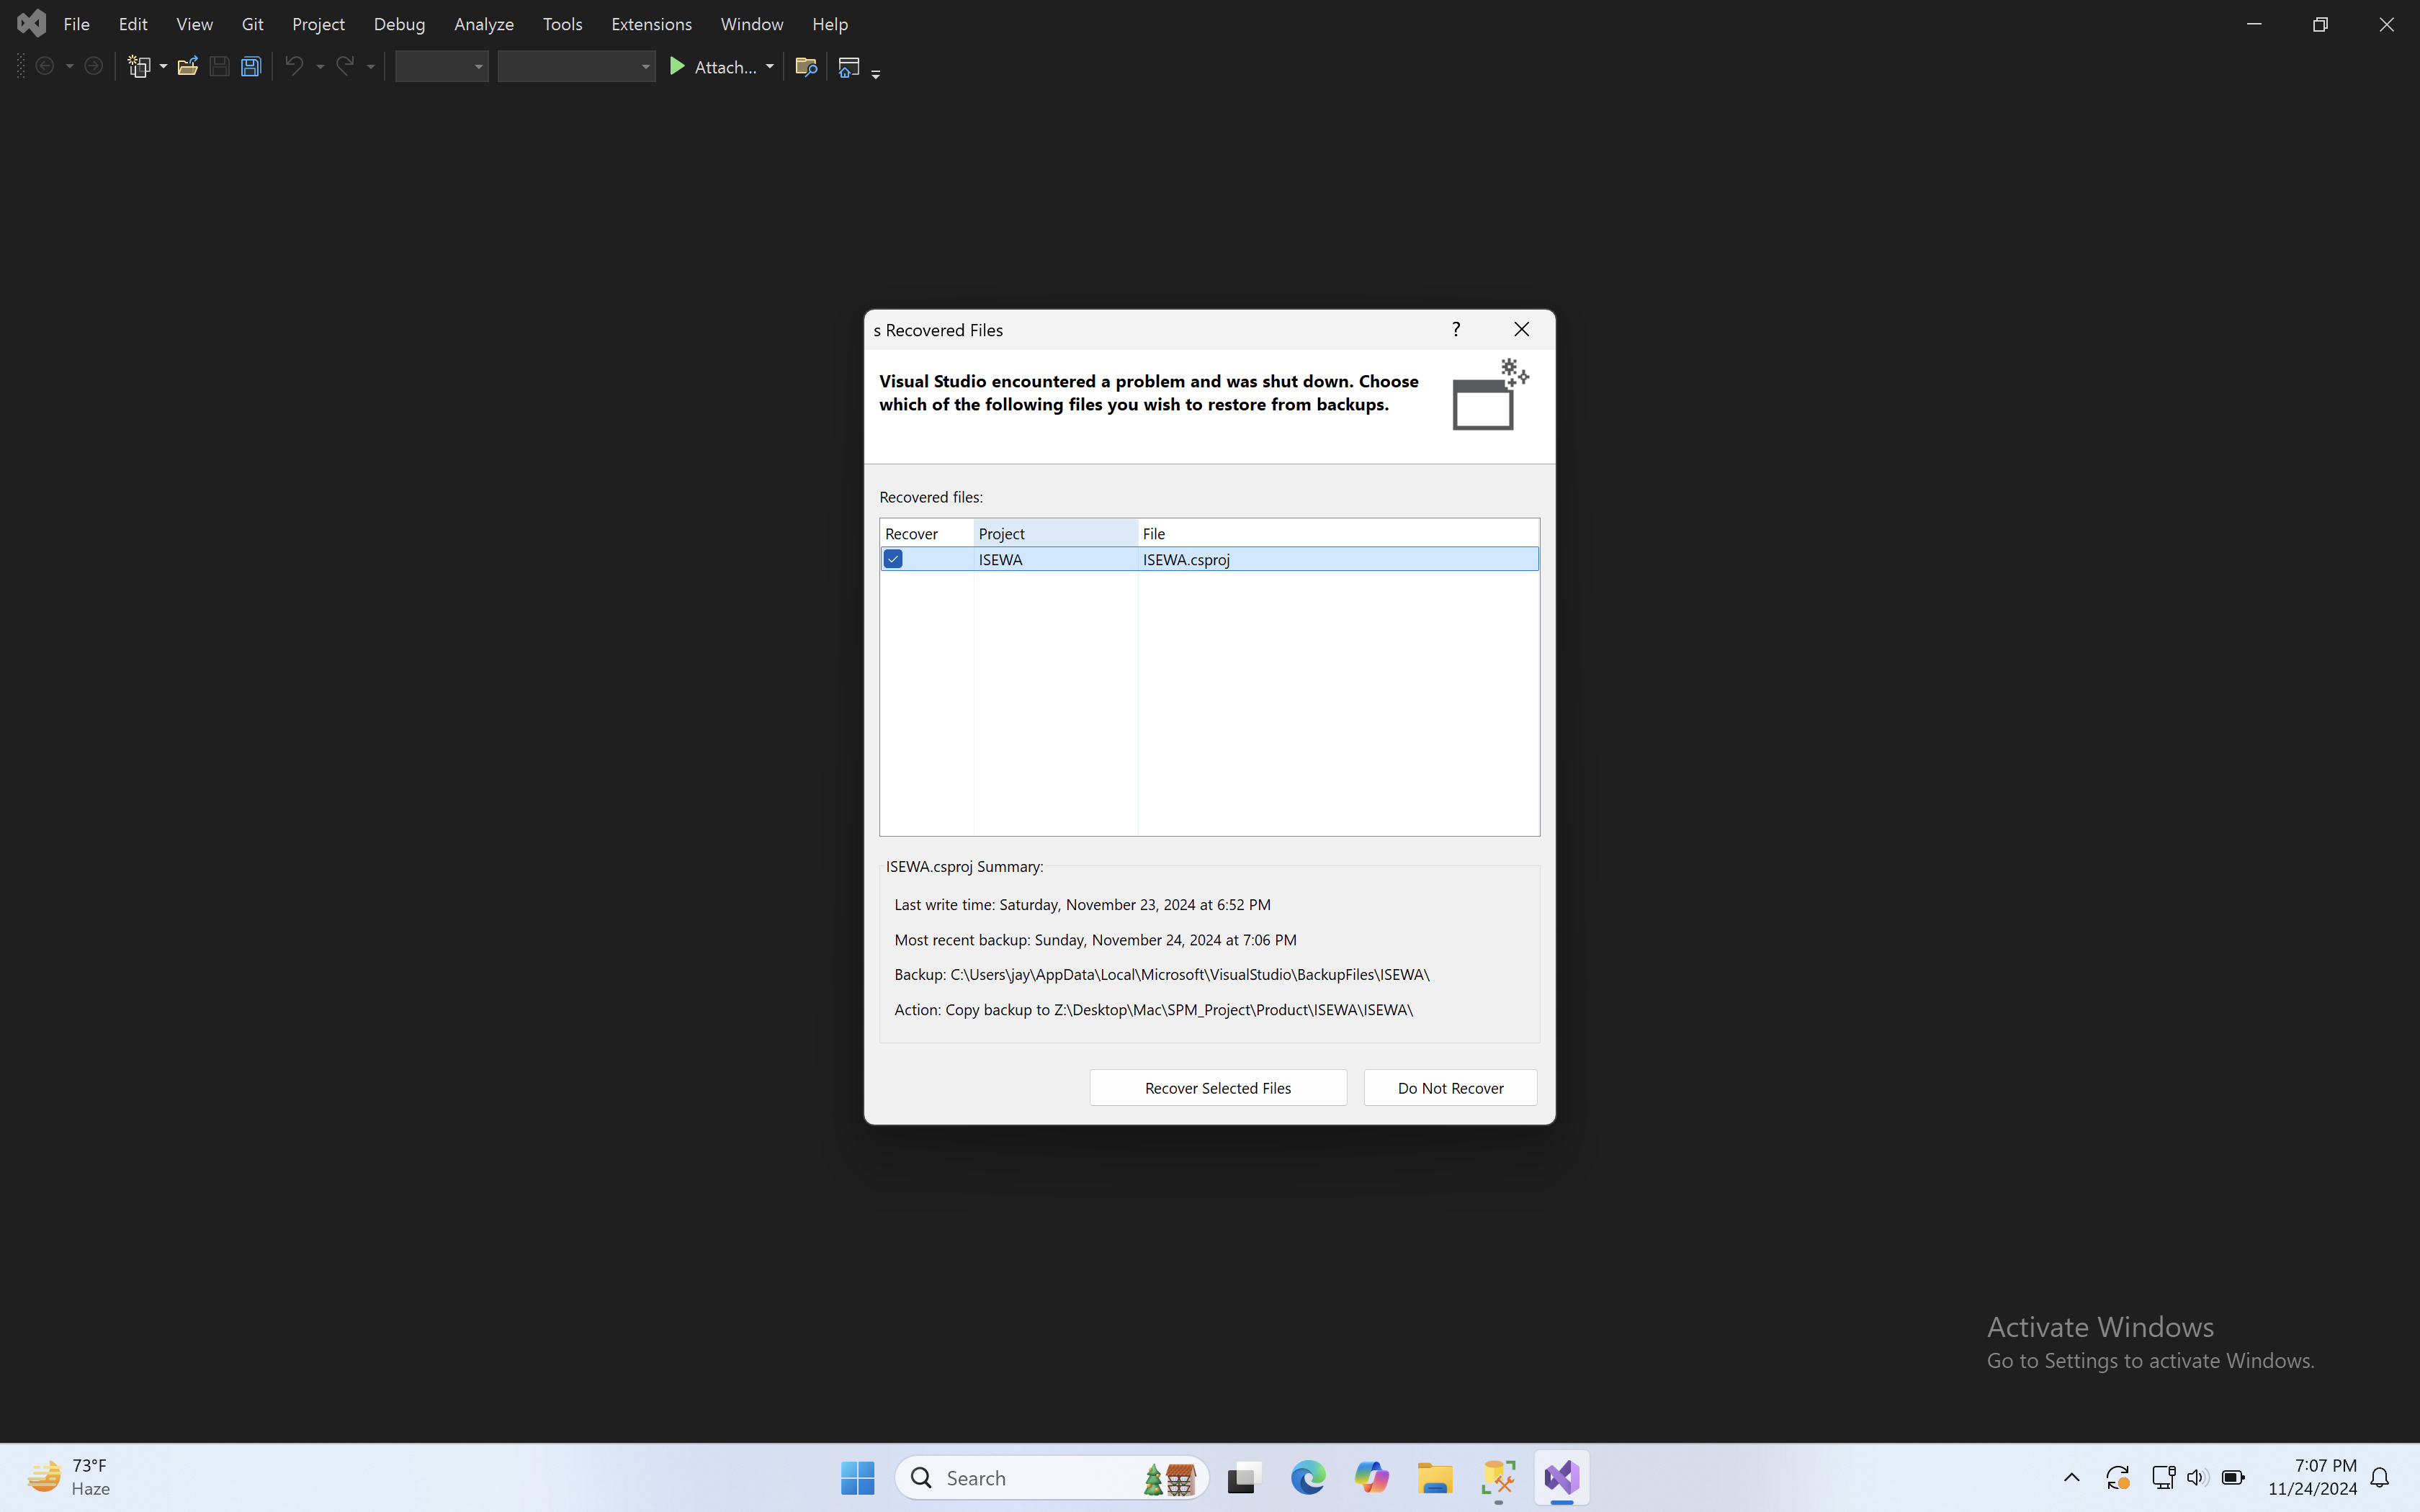 File Edit View Git Project Debug Analyze Tools Extensions Window Help
Attach...
s Recovered Files
?
Visual Studio encountered a problem and was shut down. Choose
which of the following files you wish to restore from backups.
Recovered files:
Recover Project File
ISEWA ISEWA.csproj
ISEWA.csproj Summary:
Last write time: Saturday, November 23, 2024 at 6:52 PM
Most recent backup: Sunday, November 24, 2024 at 7:06 PM
Backup: C:\Users\jay\AppData\Local\Microsoft\VisualStudio\BackupFiles\ISEWA\
Action: Copy backup to Z:\Desktop\Mac\SPM_Project\Product\ISEWA\ISEWA\
Recover Selected Files Do Not Recover
Activate Windows
Go to Settings to activate Windows.
73°F
Haze
Search
7:07 PM
11/24/2024